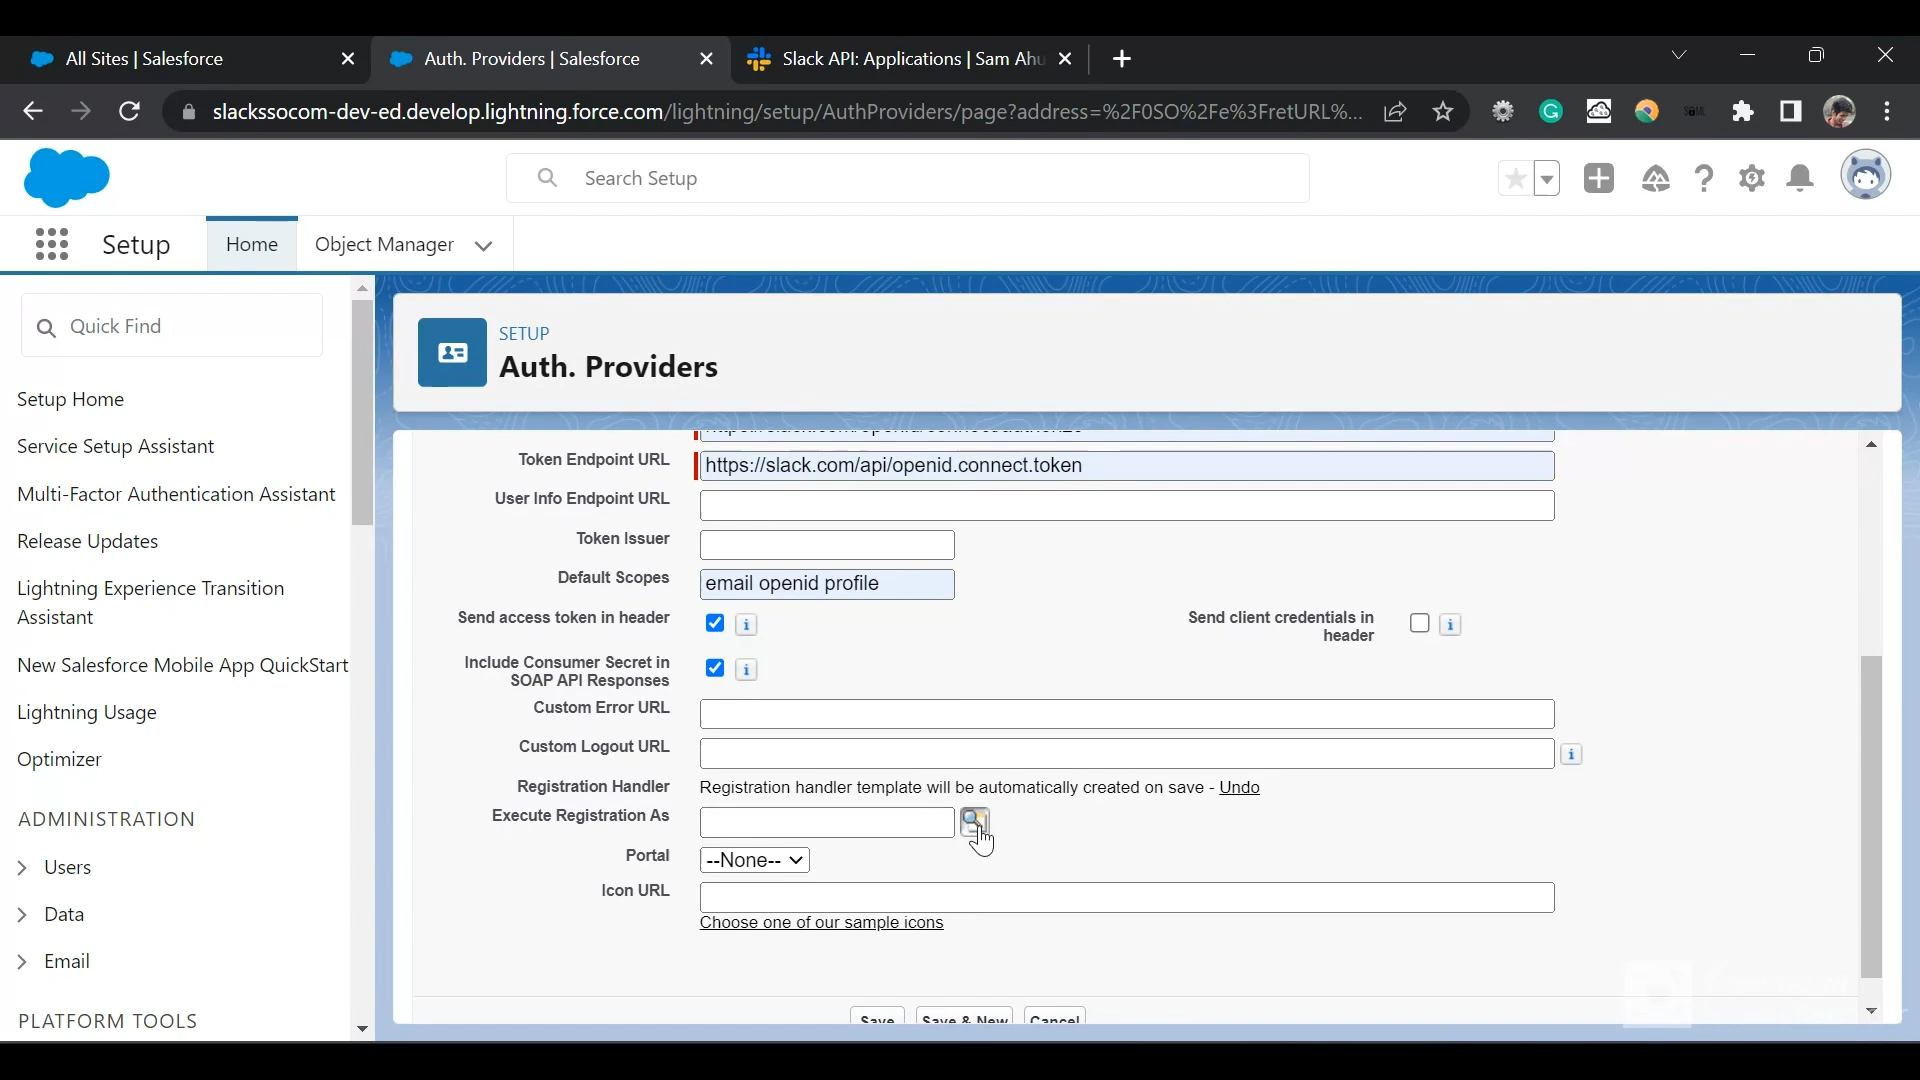 All Sites | Salesforce
Auth. Providers | Salesforce
Slack API: Applications | Sam Ahu
slackssocom-dev-ed.develop.lightning.force.com/lightning/setup/AuthProviders/page?address=%2F0SO%2Fe%3FretURL%...
Search Setup
Setup
Home
Object Manager
Quick Find
Setup Home
Service Setup Assistant
Multi-Factor Authentication Assistant
Release Updates
Lightning Experience Transition
Assistant
New Salesforce Mobile App QuickStart
Lightning Usage
Optimizer
ADMINISTRATION
Users
Data
Email
PLATFORM TOOLS
SETUP
Auth. Providers
Token Endpoint URL
https://slack.com/api/openid.connect.token
User Info Endpoint URL
Token Issuer
Default Scopes
email openid profile
Send access token in header
Send client credentials in
header
Include Consumer Secret in
SOAP API Responses
Custom Error URL
Custom Logout URL
Registration Handler
Registration handler template will be automatically created on save - Undo
Execute Registration As
Portal
--None--
Icon URL
Choose one of our sample icons
Save
Save & New
Cancel